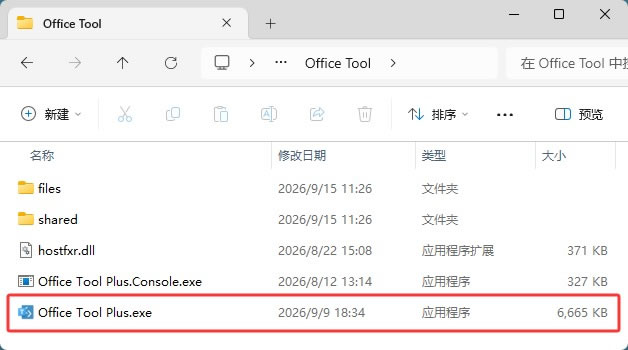 Office Tool
… Office Tool 在 Office Tool 中
新建 排序 … 预览
名称 修改日期 类型 大小
files 2026/9/15 11:26 文件夹
shared 2026/9/15 11:26 文件夹
hostfxr.dll 2026/8/22 15:08 应用程序扩展 371 KB
Office Tool Plus.Console.exe 2026/8/12 13:14 应用程序 327 KB
Office Tool Plus.exe 2026/9/9 18:34 应用程序 6,665 KB